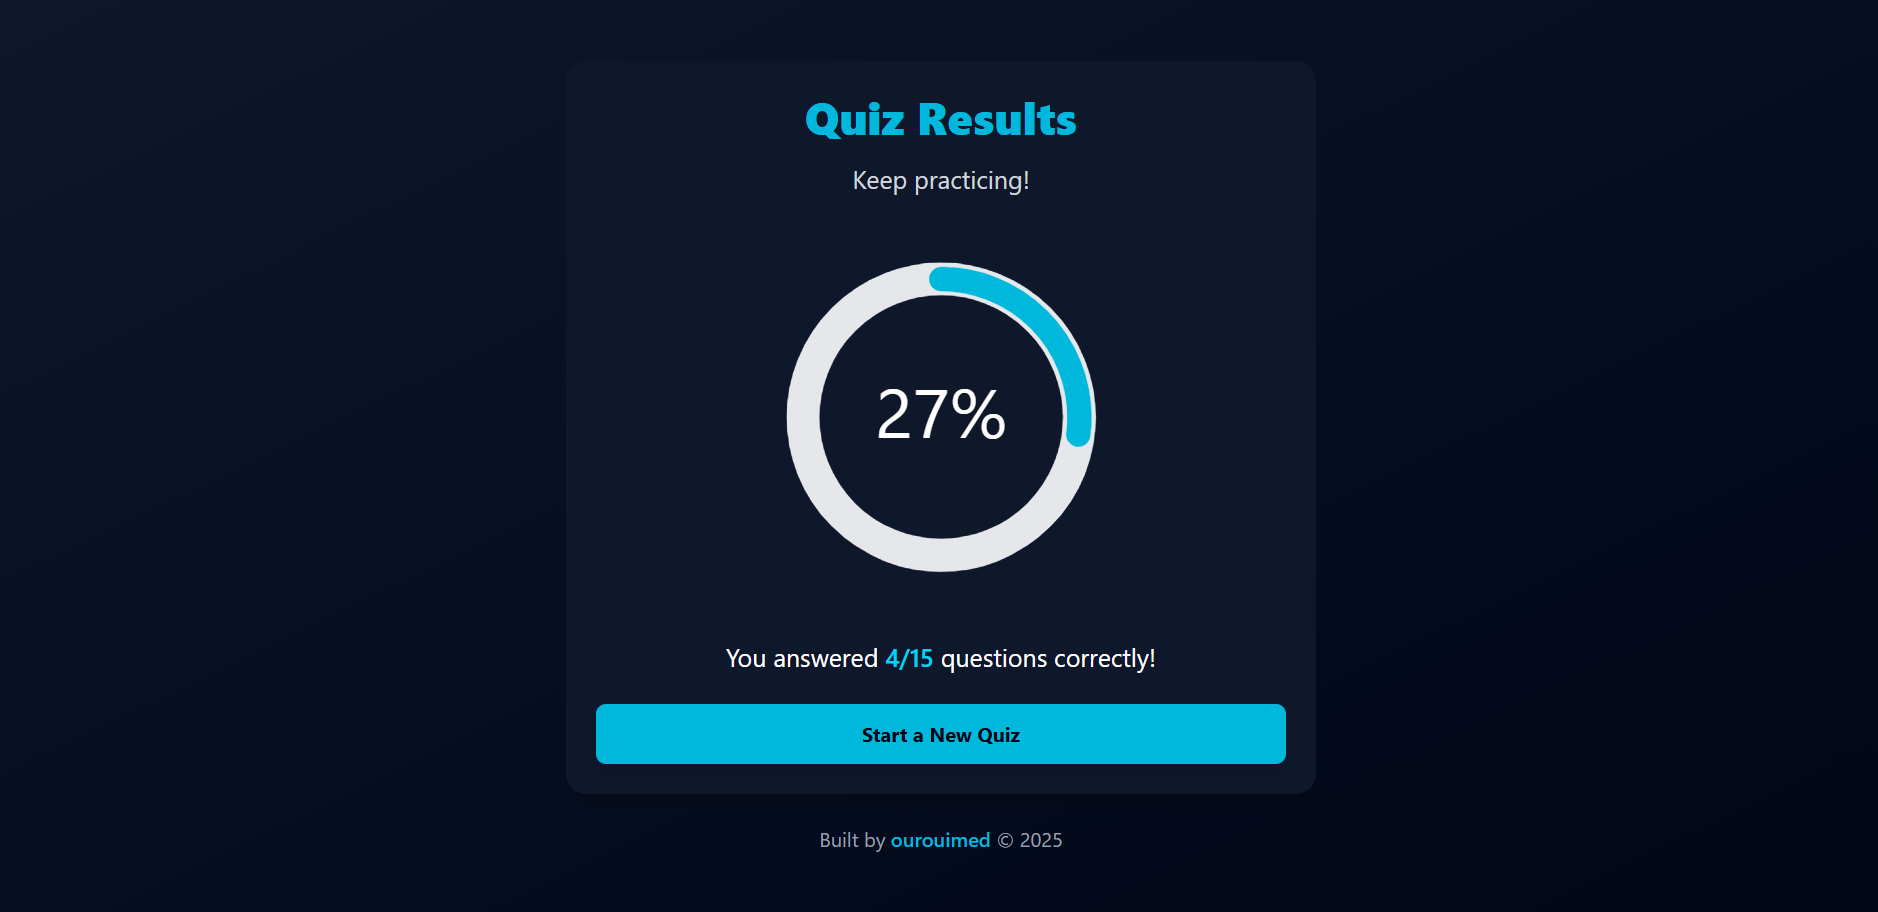 Quiz Results
Keep practicing!
27%
You answered 4/15 questions correctly!
Start a New Quiz
Built by ourouimed © 2025